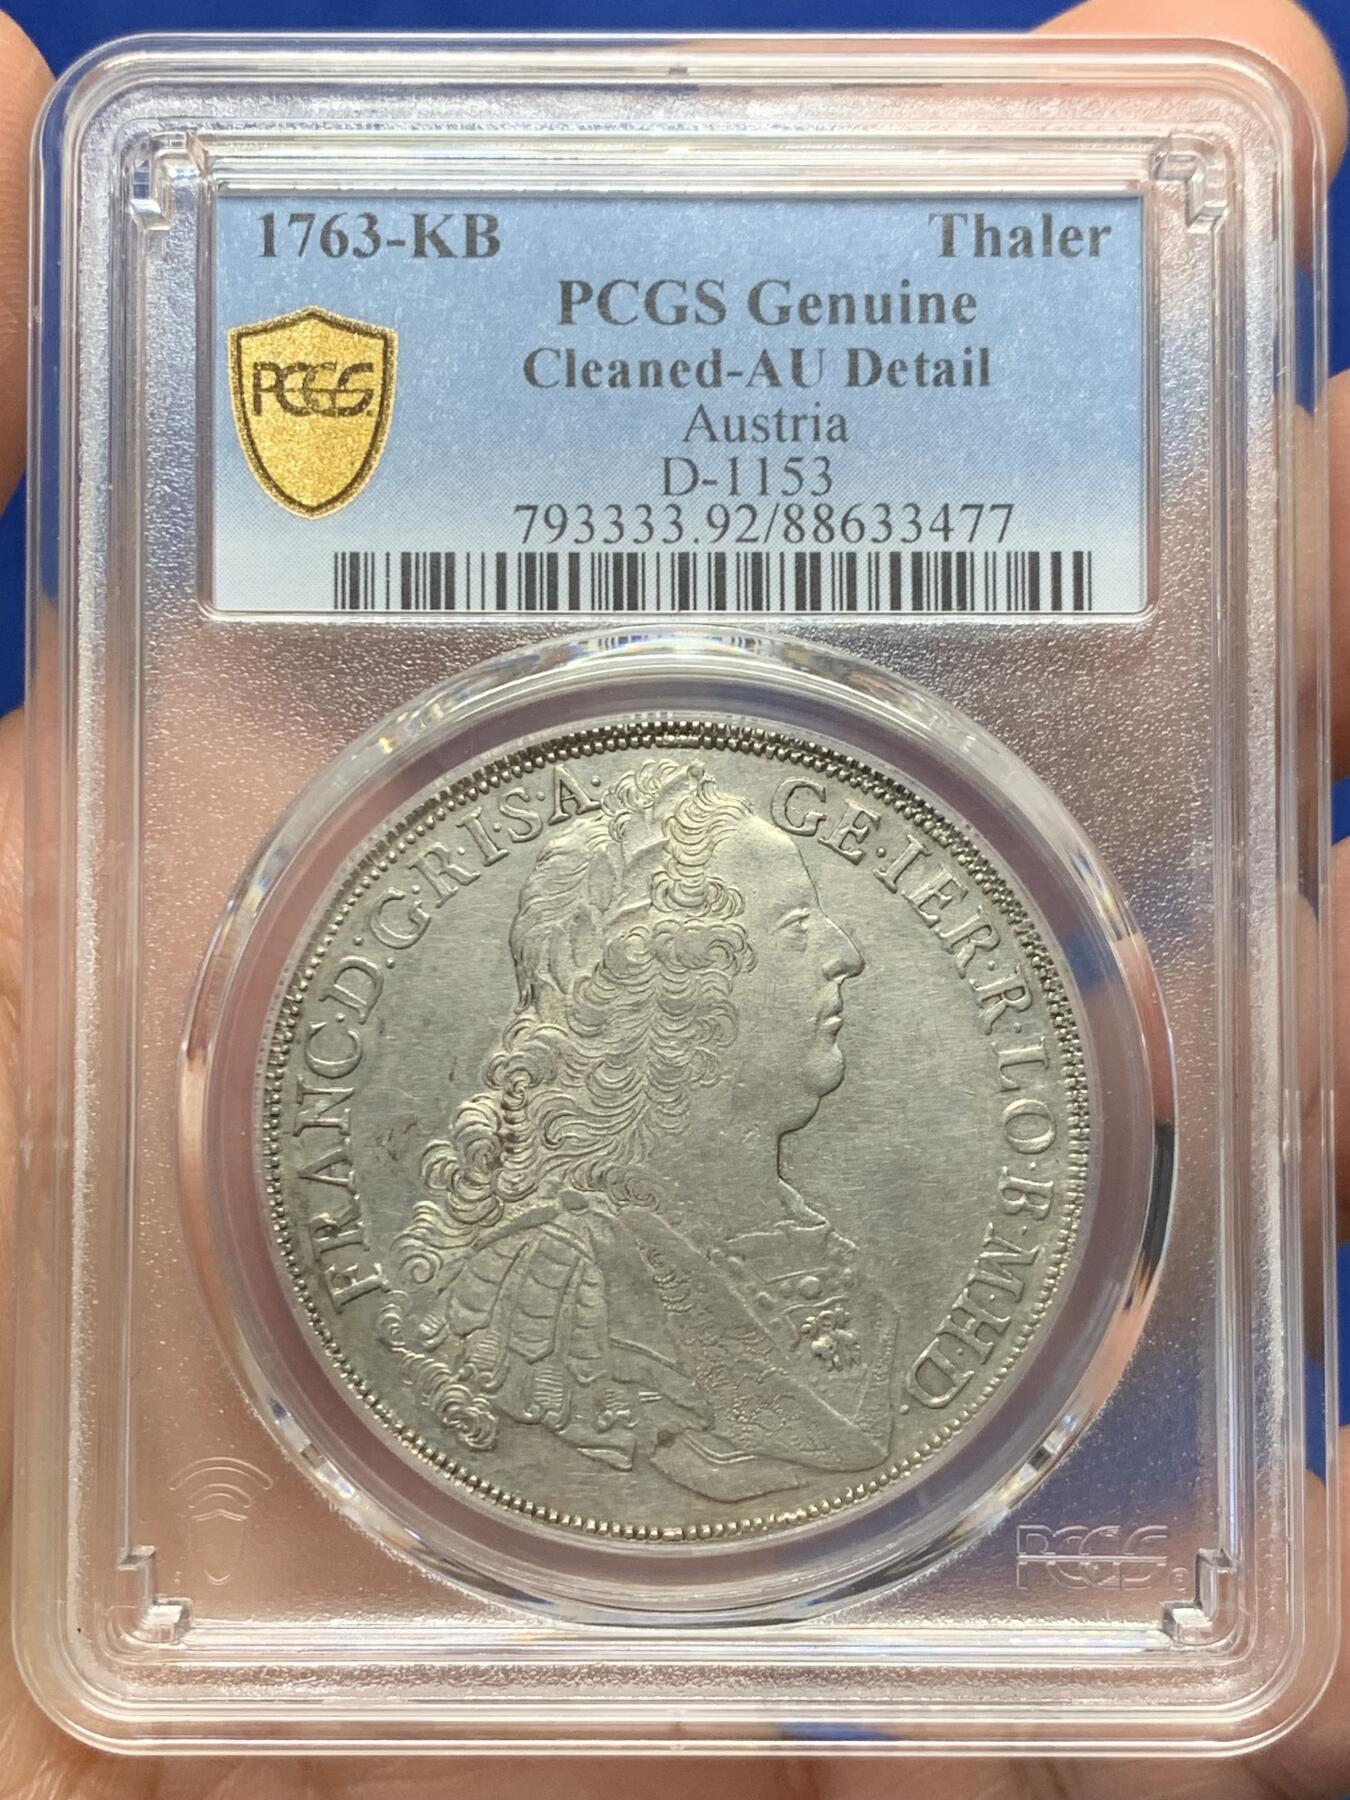 1763-KB Thaler
PCGS Genuine
Cleaned-AU Detail
PCGS
Austria
D-1153
793333.92/88633477
FRANC·D·G·R·I·S·A· GE·IER·R·LO·B·M·H·D·
PCGS